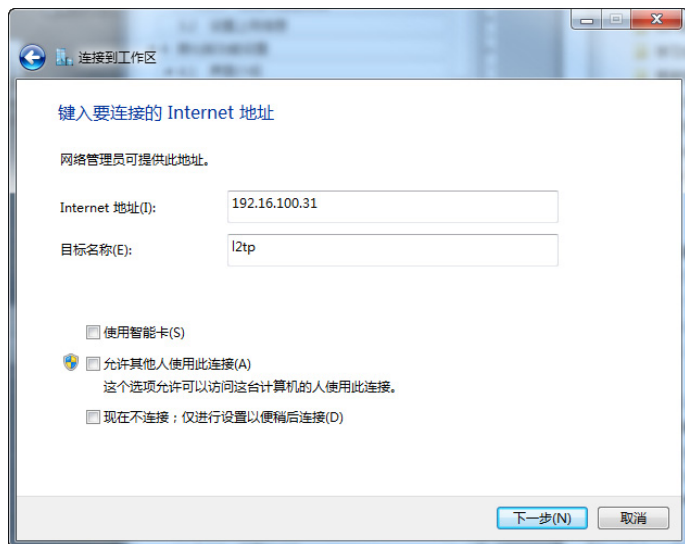 连接到工作区
键入要连接的 Internet 地址
网络管理员可提供此地址。
Internet 地址(I):
192.16.100.31
目标名称(E):
l2tp
使用智能卡(S)
允许其他人使用此连接(A)
这个选项允许可以访问这台计算机的人使用此连接。
现在不连接；仅进行设置以便稍后连接(D)
下一步(N)
取消